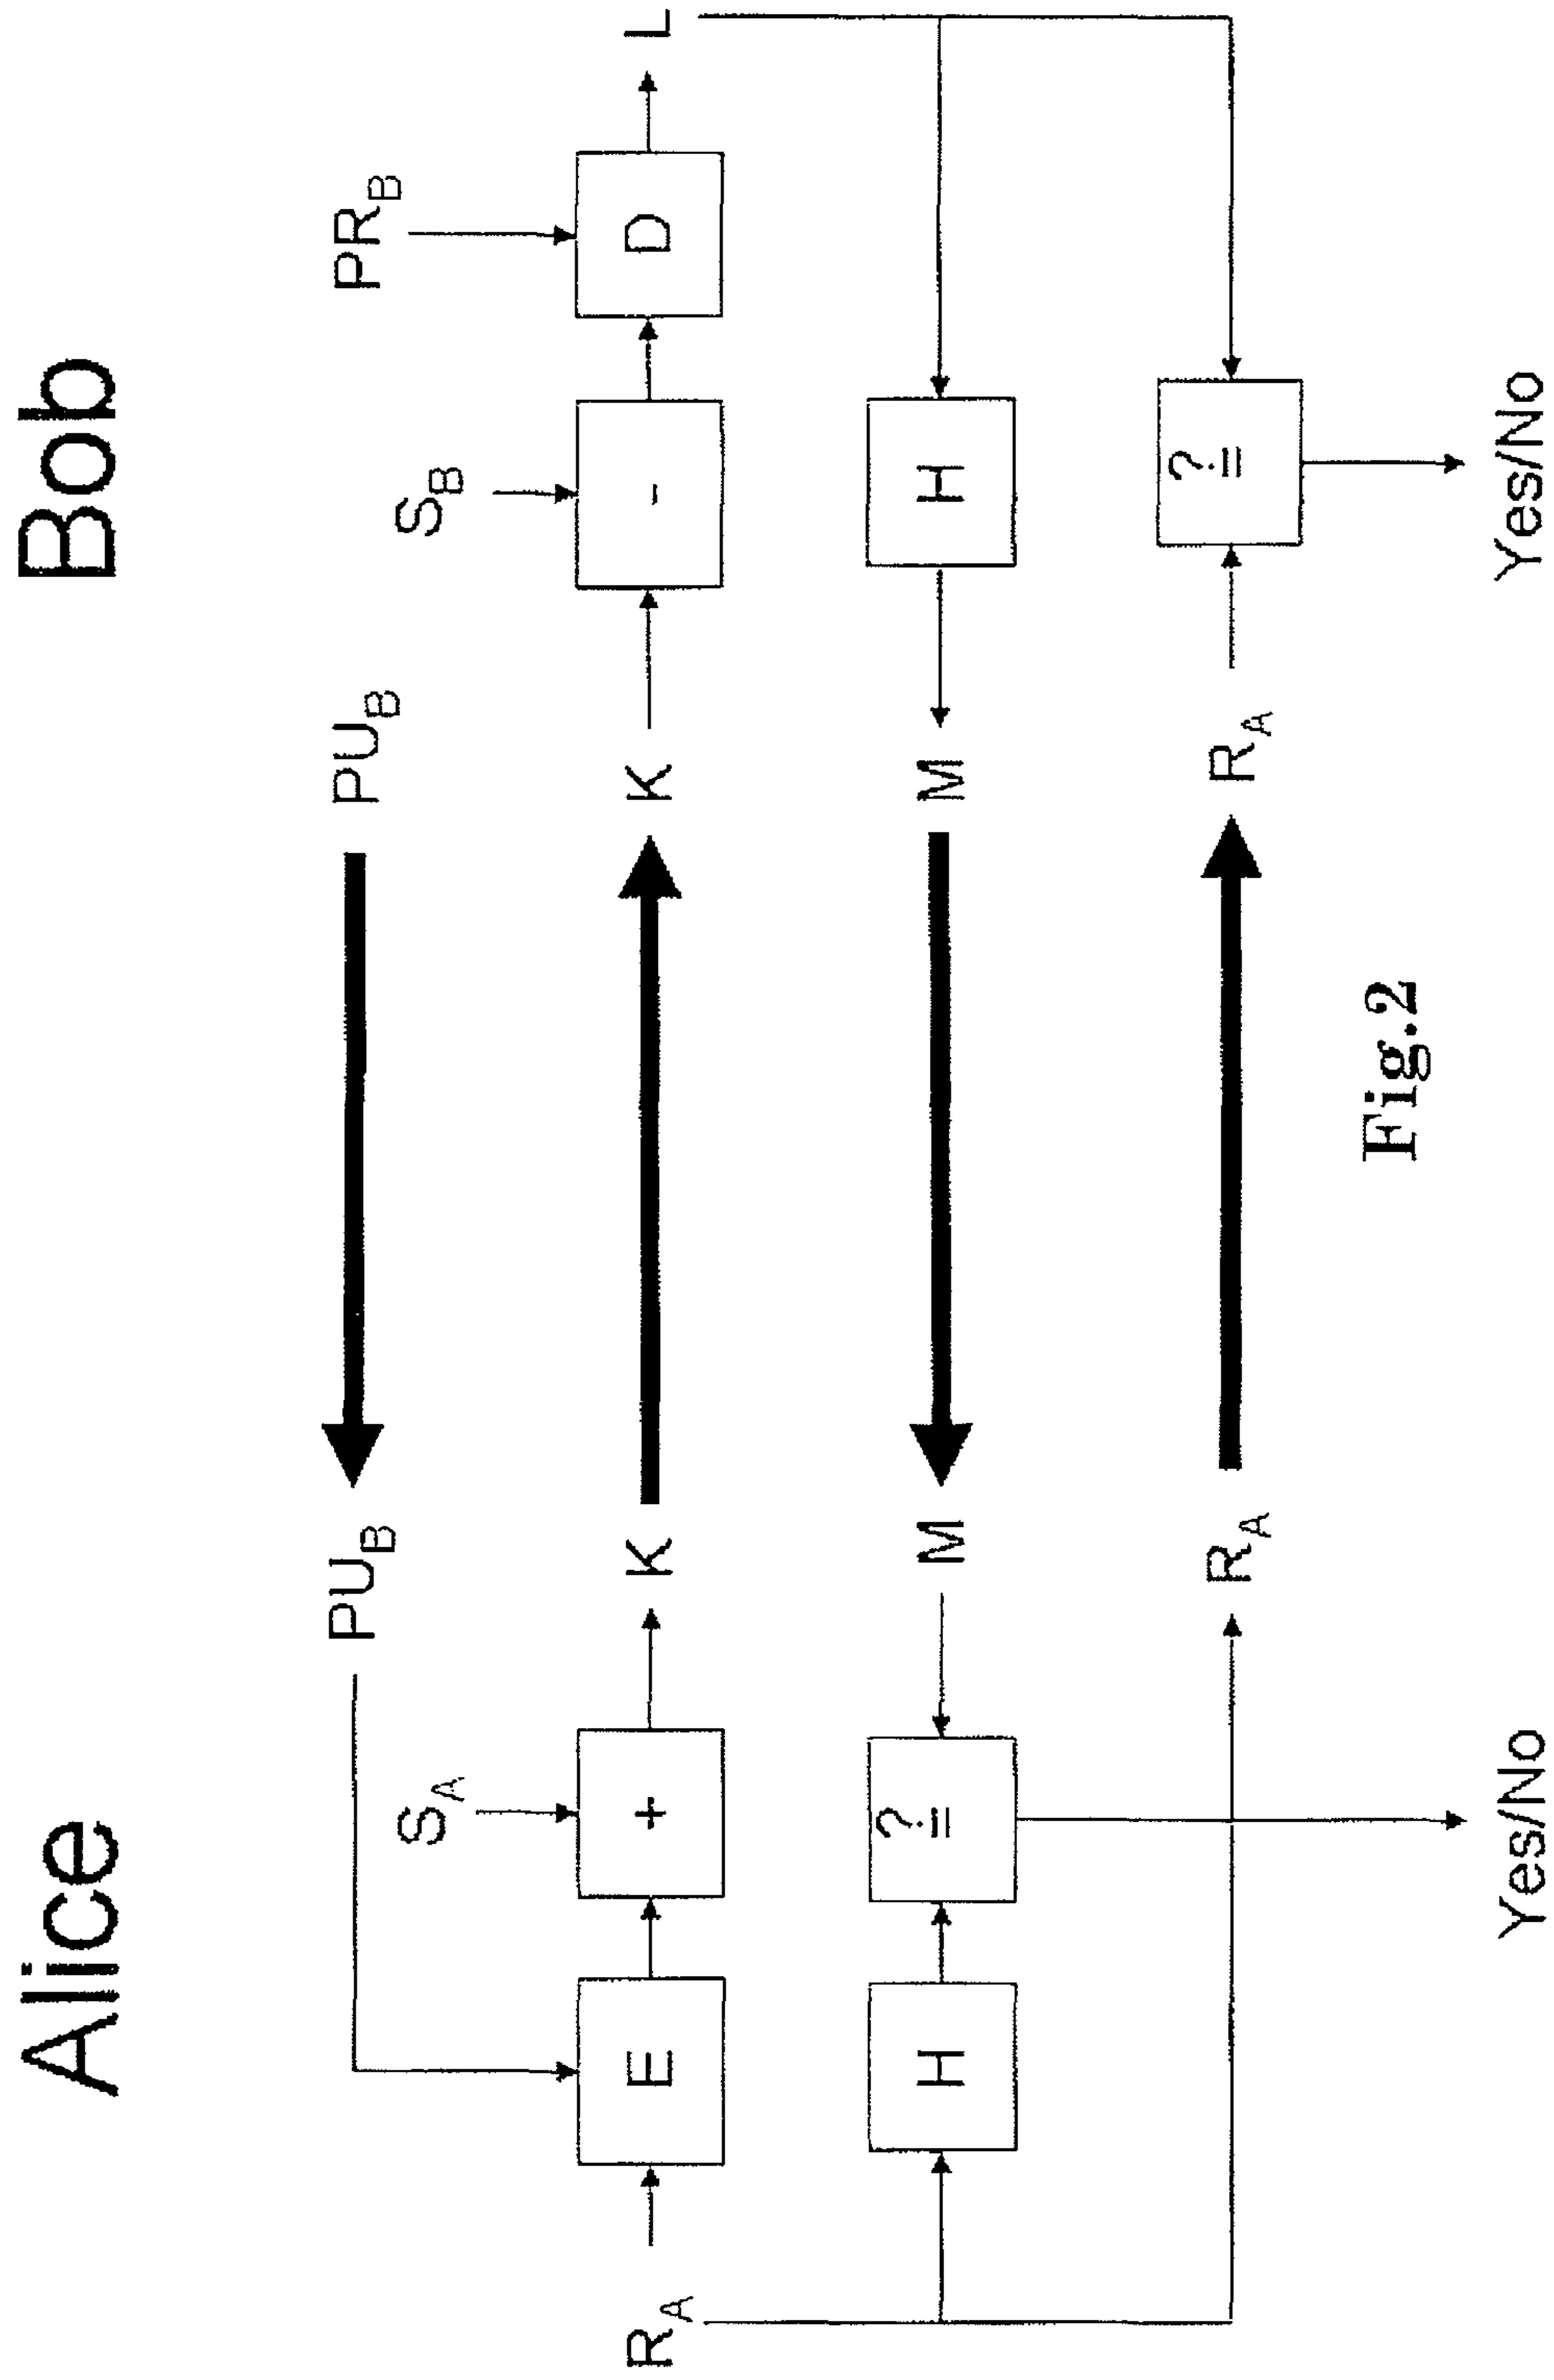 Alice Bob
PU_B PU_B PR_B
S_A S_B
R_A E + K K - D L
H ?= M M H
R_A R_A ?=
Yes/No Yes/No
Fig.2